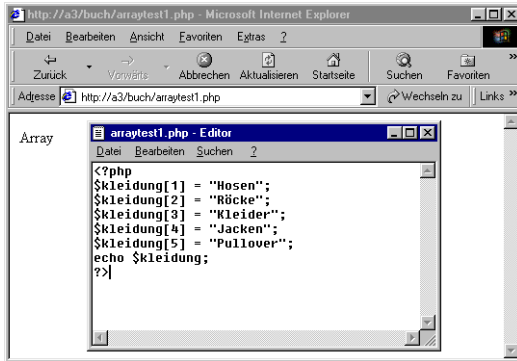 http://a3/buch/arraytest1.php - Microsoft Internet Explorer
Datei Bearbeiten Ansicht Favoriten Extras ?
Zurück Vorwärts Abbrechen Aktualisieren Startseite Suchen Favoriten »
Adresse http://a3/buch/arraytest1.php Wechseln zu Links »
Array
arraytest1.php - Editor
Datei Bearbeiten Suchen ?
<?php
$kleidung[1] = "Hosen";
$kleidung[2] = "Röcke";
$kleidung[3] = "Kleider";
$kleidung[4] = "Jacken";
$kleidung[5] = "Pullover";
echo $kleidung;
?>